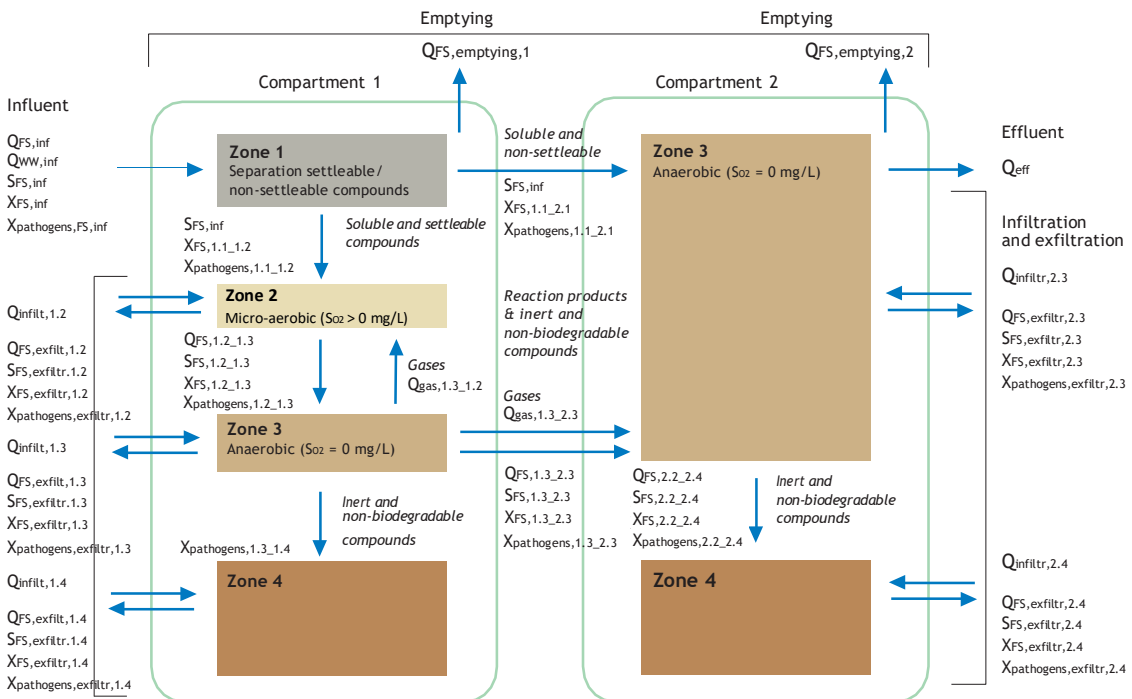 Emptying
Emptying
QFS,emptying,1
QFS,emptying,2
Compartment 1
Compartment 2
Influent
QFS,inf
QWW,inf
SFS,inf
XFS,inf
Xpathogens,FS,inf
Zone 1
Separation settleable/
non-settleable compounds
Soluble and
non-settleable
SFS,inf
XFS,1.1_2.1
Xpathogens,1.1_2.1
Zone 3
Anaerobic (SO2 = 0 mg/L)
Effluent
Qeff
SFS,inf
XFS,1.1_1.2
Xpathogens,1.1_1.2
Soluble and settleable
compounds
Infiltration
and exfiltration
Qinfiltr,2.3
QFS,exfiltr,2.3
SFS,exfiltr,2.3
XFS,exfiltr,2.3
Xpathogens,exfiltr,2.3
Zone 2
Micro-aerobic (SO2 > 0 mg/L)
Reaction products
& inert and
non-biodegradable
compounds
Qinfilt,1.2
QFS,exfilt,1.2
SFS,exfiltr.1.2
XFS,exfiltr,1.2
Xpathogens,exfiltr,1.2
QFS,1.2_1.3
SFS,1.2_1.3
XFS,1.2_1.3
Xpathogens,1.2_1.3
Gases
Qgas,1.3_1.2
Gases
Qgas,1.3_2.3
Zone 3
Anaerobic (SO2 = 0 mg/L)
Qinfilt,1.3
QFS,exfilt,1.3
SFS,exfiltr.1.3
XFS,exfiltr,1.3
Xpathogens,exfiltr,1.3
Inert and
non-biodegradable
compounds
Xpathogens,1.3_1.4
QFS,1.3_2.3
SFS,1.3_2.3
XFS,1.3_2.3
Xpathogens,1.3_2.3
QFS,2.2_2.4
SFS,2.2_2.4
XFS,2.2_2.4
Xpathogens,2.2_2.4
Inert and
non-biodegradable
compounds
Zone 4
Qinfilt,1.4
QFS,exfilt,1.4
SFS,exfiltr.1.4
XFS,exfiltr,1.4
Xpathogens,exfiltr,1.4
Zone 4
Qinfiltr,2.4
QFS,exfiltr,2.4
SFS,exfiltr,2.4
XFS,exfiltr,2.4
Xpathogens,exfiltr,2.4